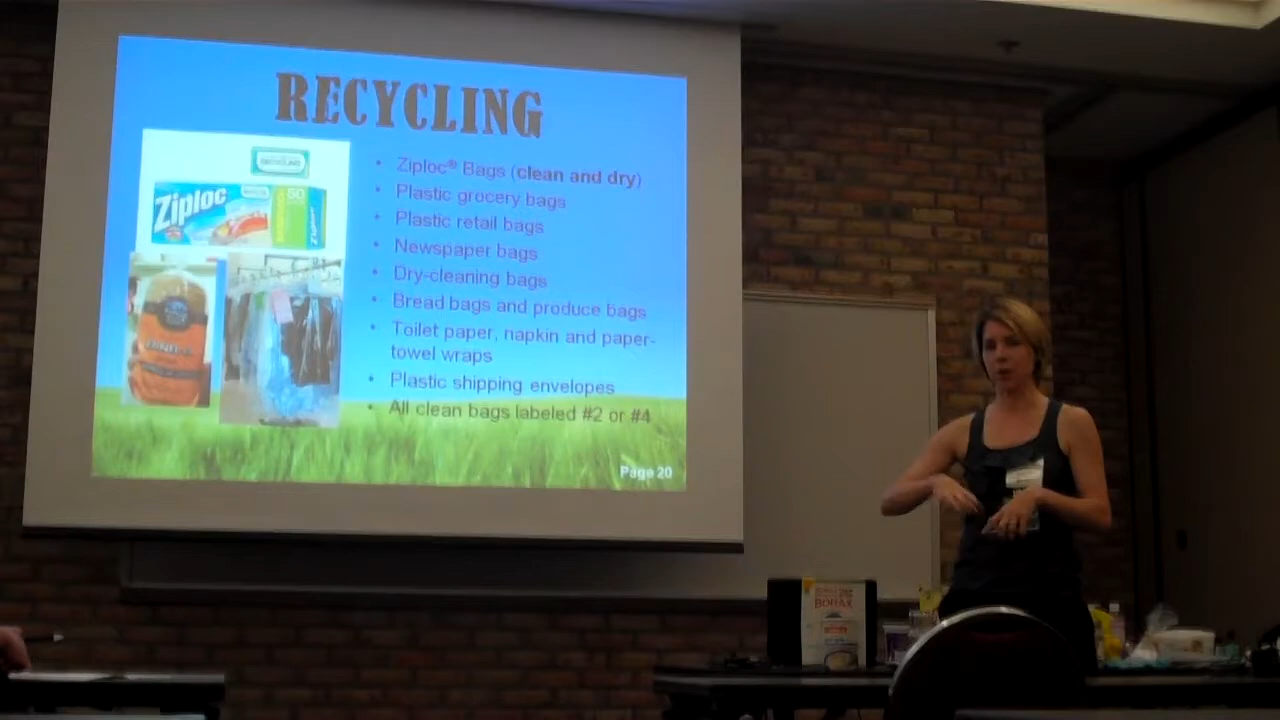 RECYCLING
RECYCLING
Ziploc
50
• Ziploc® Bags (clean and dry)
• Plastic grocery bags
• Plastic retail bags
• Newspaper bags
• Dry-cleaning bags
• Bread bags and produce bags
• Toilet paper, napkin and paper-
towel wraps
• Plastic shipping envelopes
• All clean bags labeled #2 or #4
Page 20
BORAX